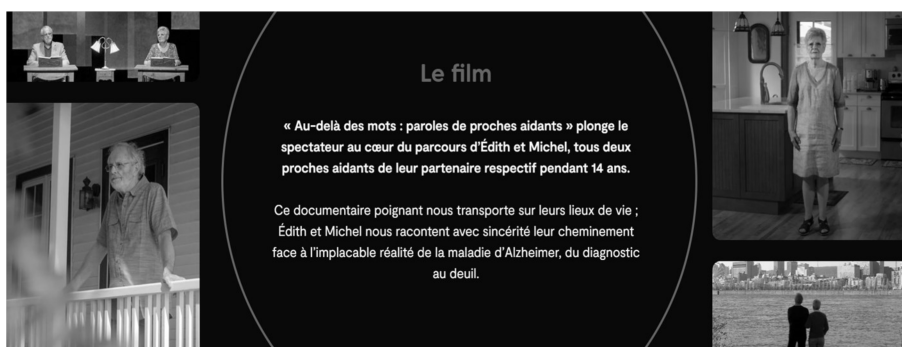 Le film
« Au-delà des mots : paroles de proches aidants » plonge le
spectateur au cœur du parcours d'Édith et Michel, tous deux
proches aidants de leur partenaire respectif pendant 14 ans.
Ce documentaire poignant nous transporte sur leurs lieux de vie ;
Édith et Michel nous racontent avec sincérité leur cheminement
face à l'implacable réalité de la maladie d'Alzheimer, du diagnostic
au deuil.